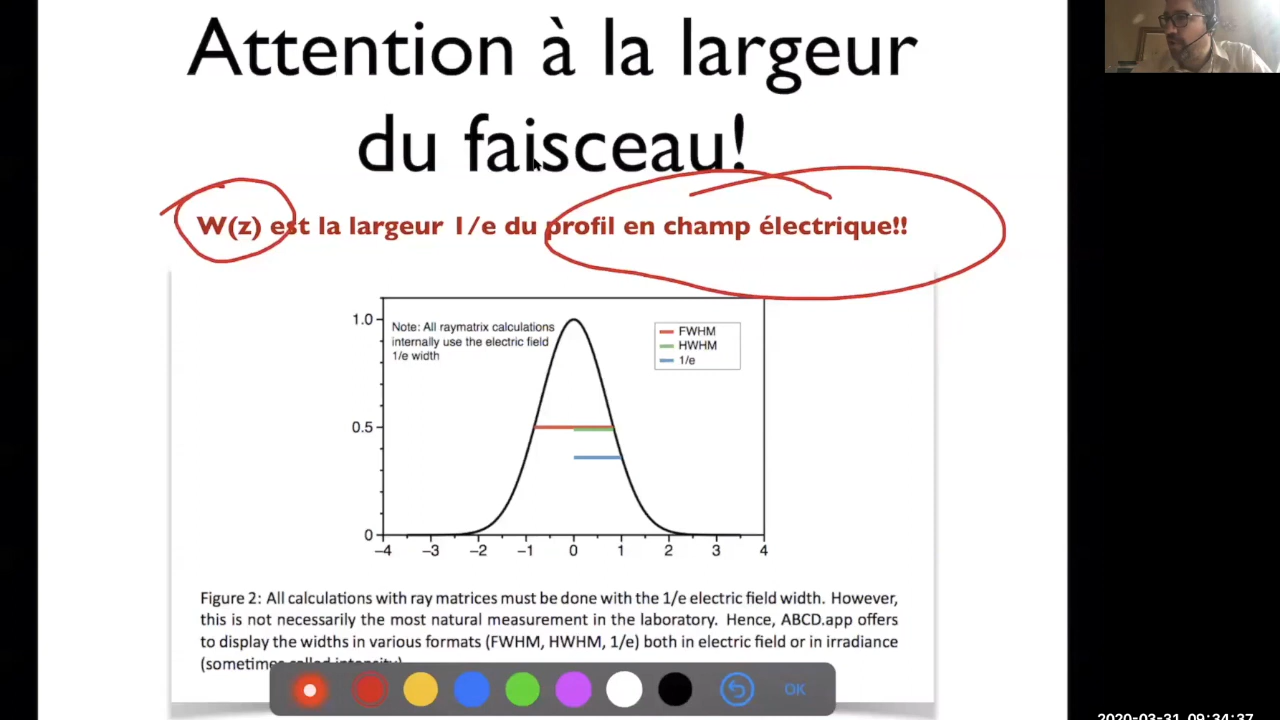 Attention à la largeur
du faisceau!
W(z) est la largeur 1/e du profil en champ électrique!!
1.0
0.5
0
Note: All raymatrix calculations
internally use the electric field
1/e width
FWHM
HWHM
1/e
−4 −3 −2 −1 0 1 2 3 4
Figure 2: All calculations with ray matrices must be done with the 1/e electric field width. However,
this is not necessarily the most natural measurement in the laboratory. Hence, ABCD.app offers
to display the widths in various formats (FWHM, HWHM, 1/e) both in electric field or in irradiance
(sometimes called intensity)
OK
2020-03-31 09:34:37